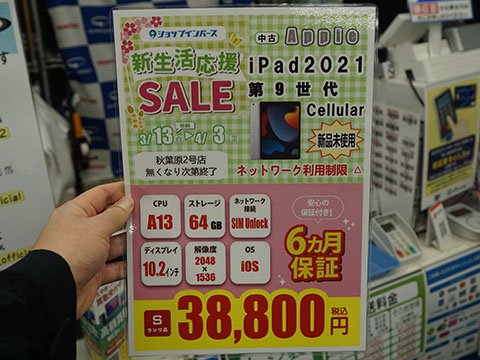 ショップインバース
新生活応援
SALE
3/13 4/3
秋葉原2号店
無くなり次第終了
中古 Apple
iPad2021
第9世代
Cellular
新品未使用
ネットワーク利用制限 △
CPU
A13
ストレージ
64GB
ネットワーク
接続
SIM Unlock
ディスプレイ
10.2インチ
解像度
2048
×
1536
OS
iOS
安心の
保証付き!
6ヵ月
保証
S
ランク品
38,800円
税込